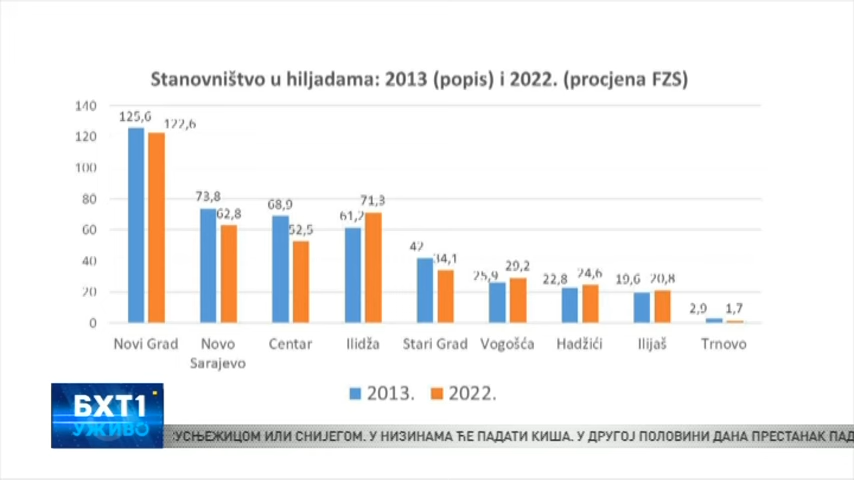 Stanovništvo u hiljadama: 2013 (popis) i 2022. (procjena FZS)
140
120
100
80
60
40
20
0
125,6 122,6
73,8 62,8
68,9 52,5
61,2 71,3
42 34,1
25,9 29,2
22,8 24,6
19,6 20,8
2,9 1,7
Novi Grad
Novo
Sarajevo
Centar
Ilidža
Stari Grad
Vogošća
Hadžići
Ilijaš
Trnovo
2013. 2022.
БХТ1
УЖИВО
СУСЊЕЖИЦОМ ИЛИ СНИЈЕГОМ. У НИЗИНАМА ЋЕ ПАДАТИ КИША. У ДРУГОЈ ПОЛОВИНИ ДАНА ПРЕСТАНАК ПАД